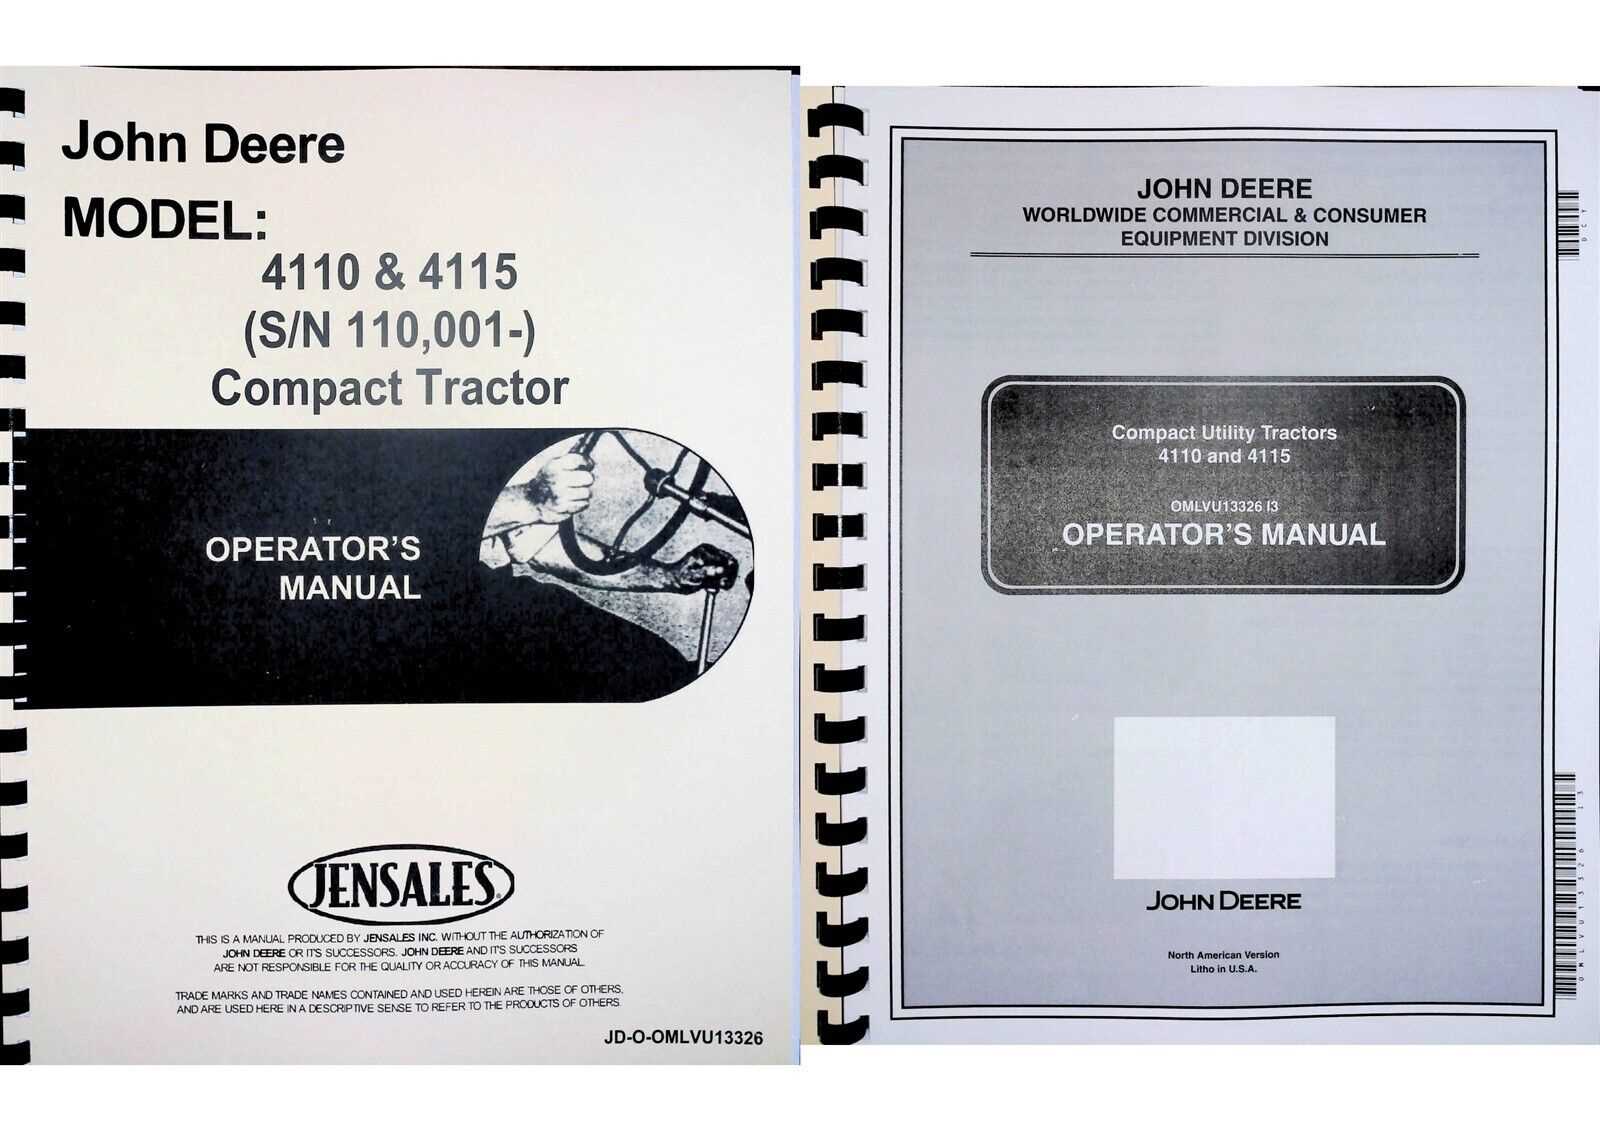 John Deere
MODEL:
4110 & 4115
(S/N 110,001-)
Compact Tractor
OPERATOR'S
MANUAL
JENSALES
THIS IS A MANUAL PRODUCED BY JENSALES INC. WITHOUT THE AUTHORIZATION OF
JOHN DEERE OR IT'S SUCCESSORS. JOHN DEERE AND IT'S SUCCESSORS
ARE NOT RESPONSIBLE FOR THE QUALITY OR ACCURACY OF THIS MANUAL.
TRADE MARKS AND TRADE NAMES CONTAINED AND USED HEREIN ARE THOSE OF OTHERS,
AND ARE USED HERE IN A DESCRIPTIVE SENSE TO REFER TO THE PRODUCTS OF OTHERS.
JD-O-OMLVU13326
JOHN DEERE
WORLDWIDE COMMERCIAL & CONSUMER
EQUIPMENT DIVISION
Compact Utility Tractors
4110 and 4115
OMLVU13326 I3
OPERATOR'S MANUAL
JOHN DEERE
North American Version
Litho in U.S.A.
OMLVU13326 I3